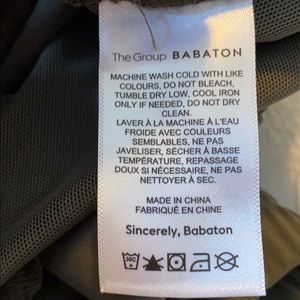 The Group BABATON
MACHINE WASH COLD WITH LIKE
COLOURS, DO NOT BLEACH,
TUMBLE DRY LOW, COOL IRON
ONLY IF NEEDED, DO NOT DRY
CLEAN.
LAVER À LA MACHINE À L'EAU
FROIDE AVEC COULEURS
SEMBLABLES, NE PAS
JAVELISER, SÉCHER À BASSE
TEMPÉRATURE, REPASSAGE
DOUX SI NÉCESSAIRE, NE PAS
NETTOYER À SEC.
MADE IN CHINA
FABRIQUÉ EN CHINE
Sincerely, Babaton